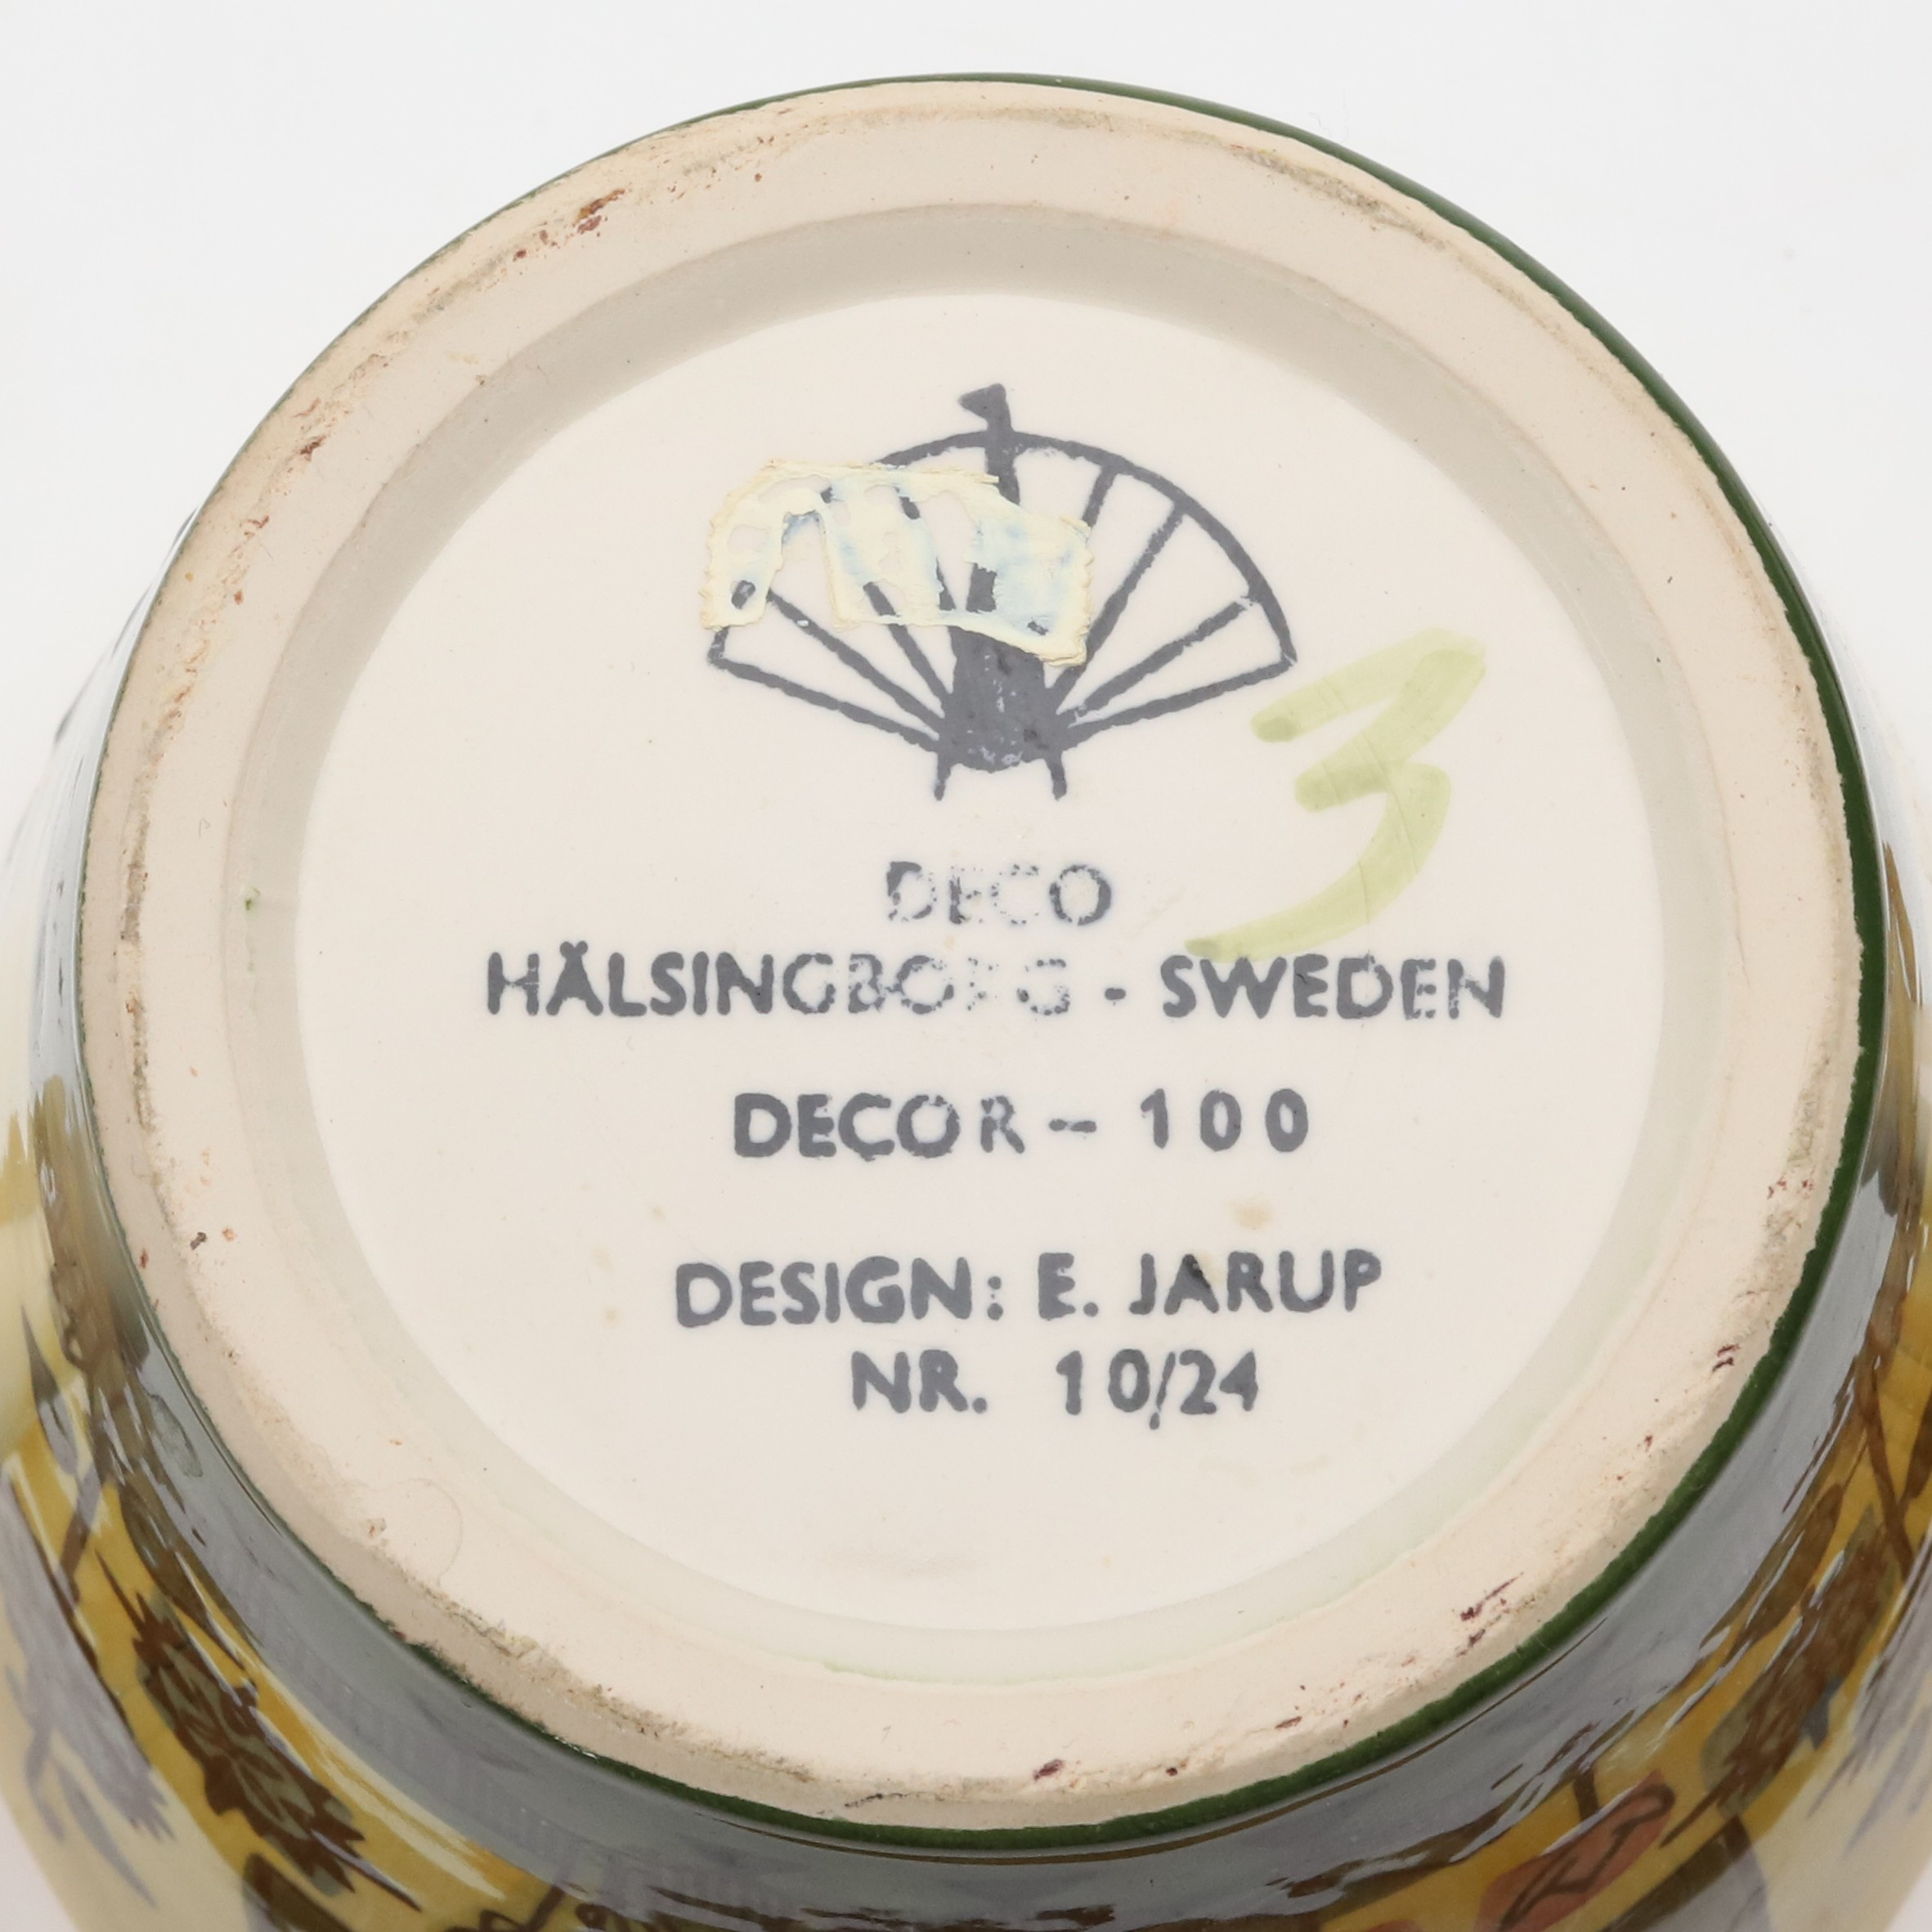 3
DECO
HÄLSINGBORG - SWEDEN
DECOR - 100
DESIGN: E. JARUP
NR. 10/24